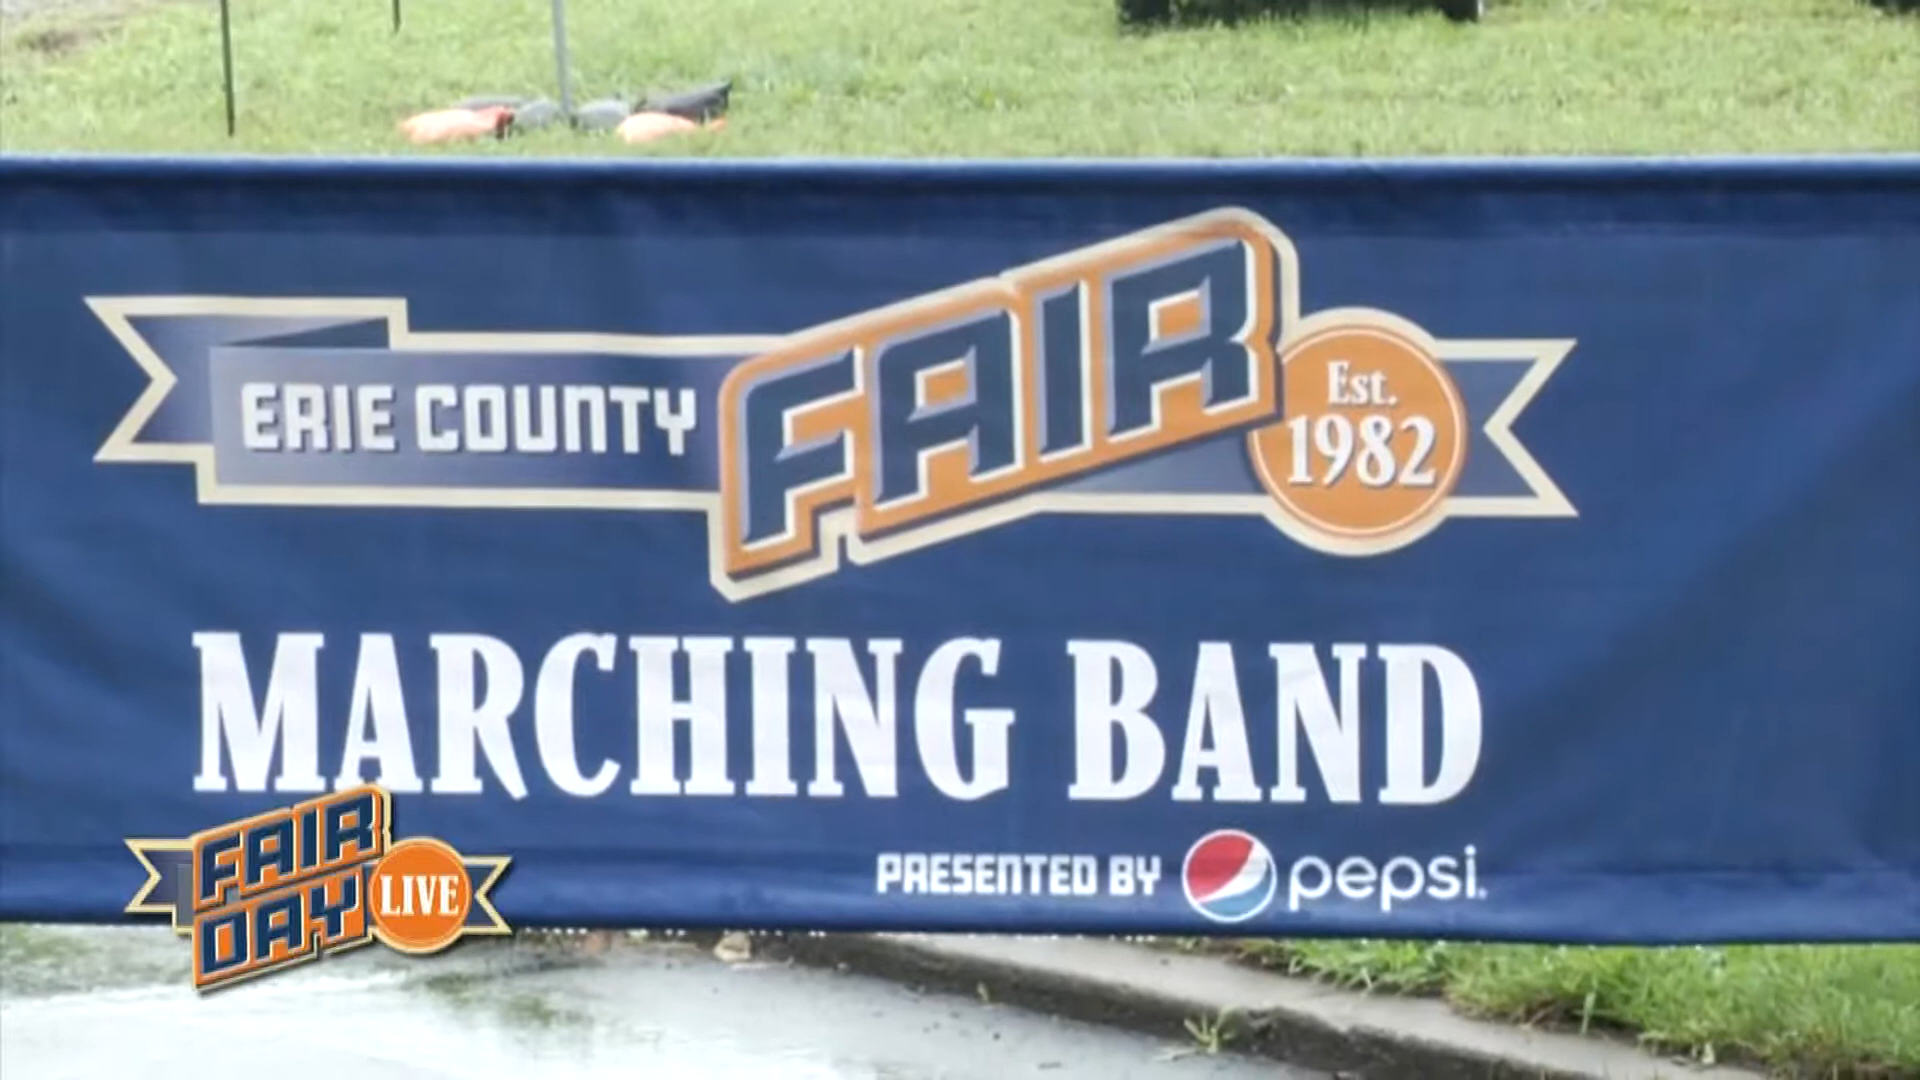 ERIE COUNTY FAIR Est.
1982
MARCHING BAND
PRESENTED BY pepsi.
FAIR
DAY LIVE